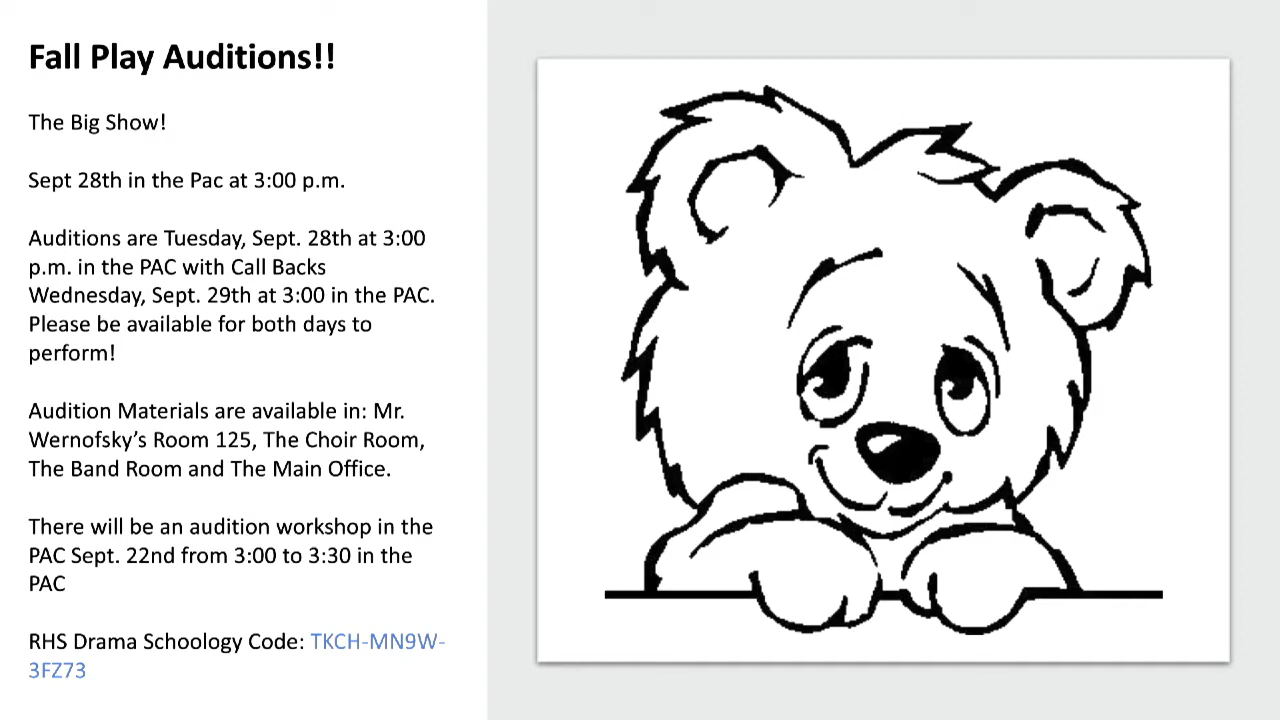 Fall Play Auditions!!
The Big Show!
Sept 28th in the Pac at 3:00 p.m.
Auditions are Tuesday, Sept. 28th at 3:00
p.m. in the PAC with Call Backs
Wednesday, Sept. 29th at 3:00 in the PAC.
Please be available for both days to
perform!
Audition Materials are available in: Mr.
Wernofsky’s Room 125, The Choir Room,
The Band Room and The Main Office.
There will be an audition workshop in the
PAC Sept. 22nd from 3:00 to 3:30 in the
PAC
RHS Drama Schoology Code: TKCH-MN9W-
3FZ73